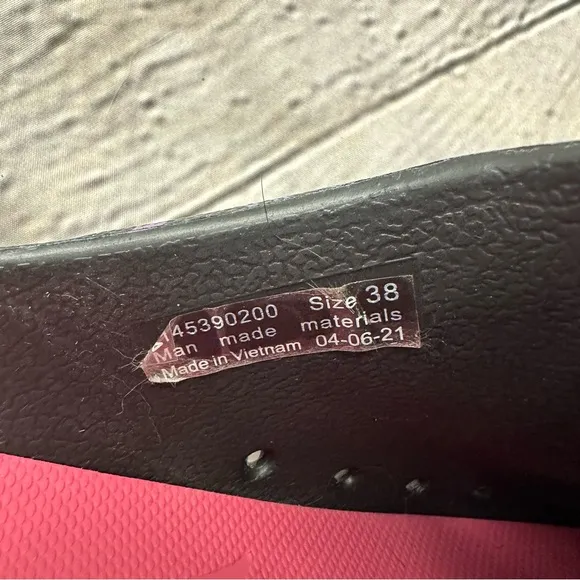 45390200 Size 38
Man made materials
Made in Vietnam 04-06-21